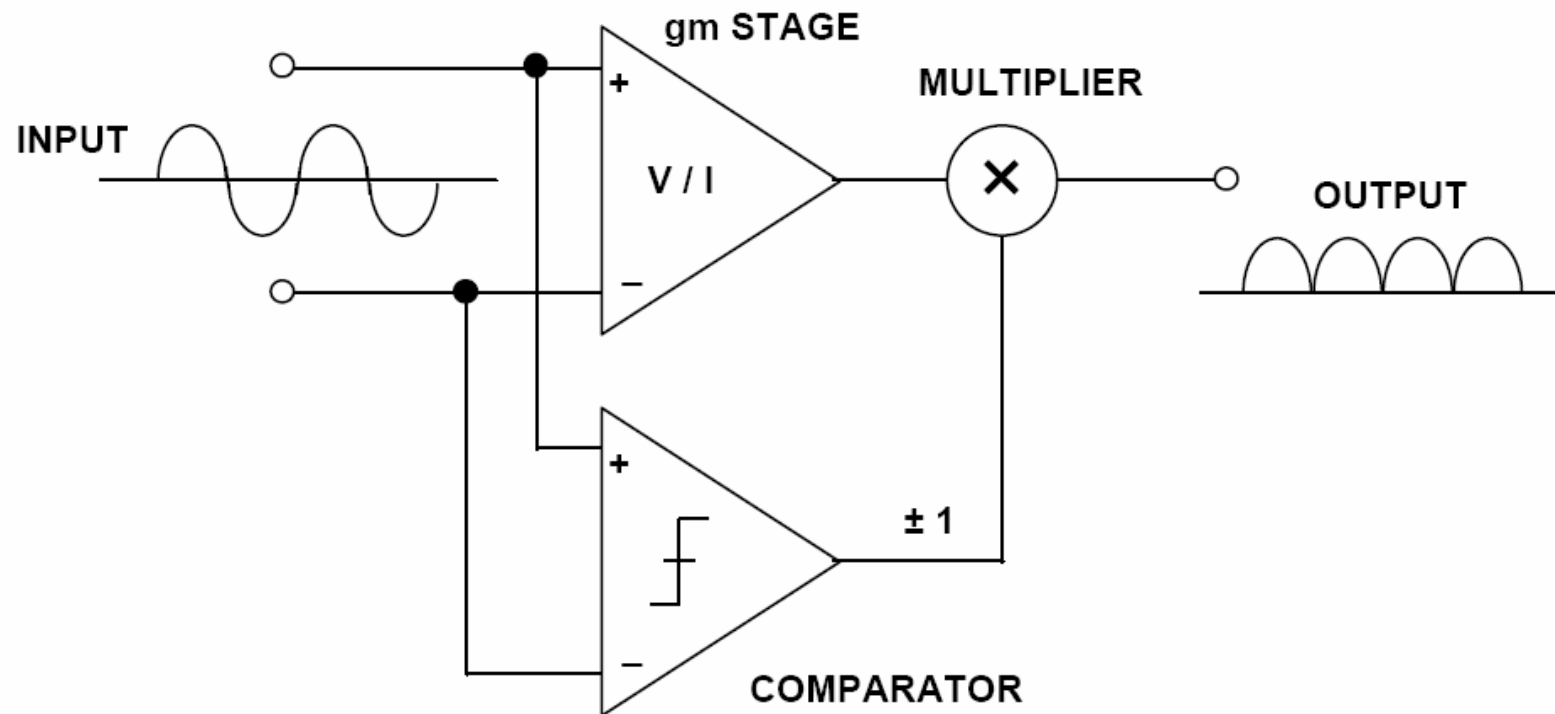 gm STAGE
MULTIPLIER
INPUT
+
V / I
×
OUTPUT
–
+
± 1
–
COMPARATOR